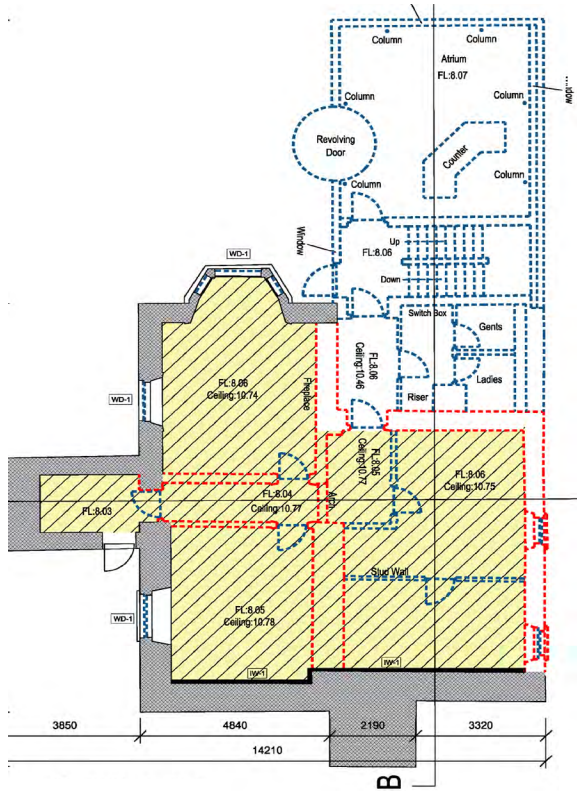 Column
Column
Atrium
FL:8.07
...dow
Column
Column
Revolving
Door
Counter
Column
Column
Window
Up
FL:8.06
Down
WD-1
Switch Box
Gents
FL:8.06
Ceiling:10.46
FL:8.06
Ceiling:10.74
Fireplace
Ladies
WD-1
Riser
FL:8.05
Ceiling:10.77
FL:8.06
Ceiling:10.75
FL:8.04
Ceiling:10.77
Arch
FL:8.03
Stud Wall
FL:8.05
Ceiling:10.78
WD-1
IW-1
IW-1
3850
4840
2190
3320
14210
B